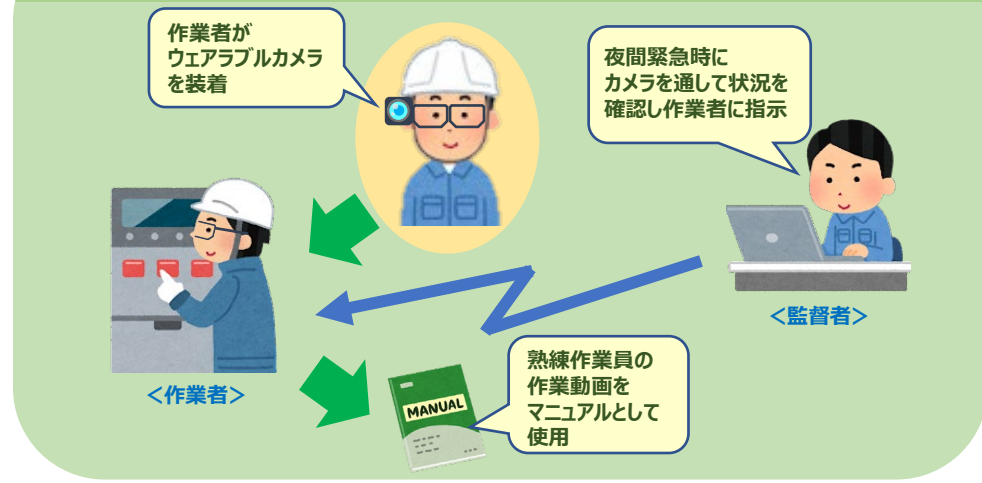 作業者が
ウェアラブルカメラ
を装着
夜間緊急時に
カメラを通して状況を
確認し作業者に指示
＜監督者＞
＜作業者＞
MANUAL
熟練作業員の
作業動画を
マニュアルとして
使用